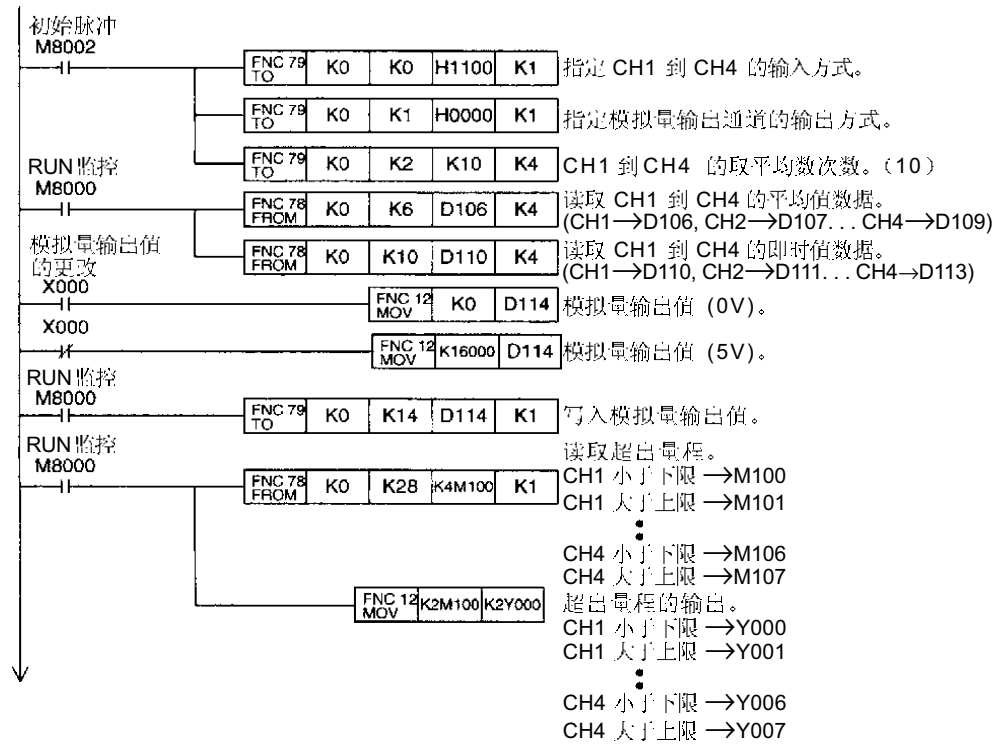 初始脉冲
M8002
FNC 79 TO K0 K0 H1100 K1 指定 CH1 到 CH4 的输入方式。
FNC 79 TO K0 K1 H0000 K1 指定模拟量输出通道的输出方式。
FNC 79 TO K0 K2 K10 K4 CH1 到CH4 的取平均数次数。（10）
RUN 监控
M8000
FNC 78 FROM K0 K6 D106 K4 读取 CH1 到 CH4 的平均值数据。
(CH1→D106, CH2→D107. . . CH4→D109)
FNC 78 FROM K0 K10 D110 K4 读取 CH1 到 CH4 的即时值数据。
(CH1→D110, CH2→D111. . . CH4→D113)
模拟量输出值
的更改
X000
FNC 12 MOV K0 D114 模拟量输出值 (0V)。
X000
FNC 12 MOV K16000 D114 模拟量输出值 (5V)。
RUN 监控
M8000
FNC 79 TO K0 K14 D114 K1 写入模拟量输出值。
RUN 监控
M8000
FNC 78 FROM K0 K28 K4M100 K1
读取超出量程。
CH1 小于下限 →M100
CH1 大于上限 →M101
CH4 小于下限 →M106
CH4 大于上限 →M107
FNC 12 MOV K2M100 K2Y000
超出量程的输出。
CH1 小于下限 →Y000
CH1 大于上限 →Y001
CH4 小于下限 →Y006
CH4 大于上限 →Y007